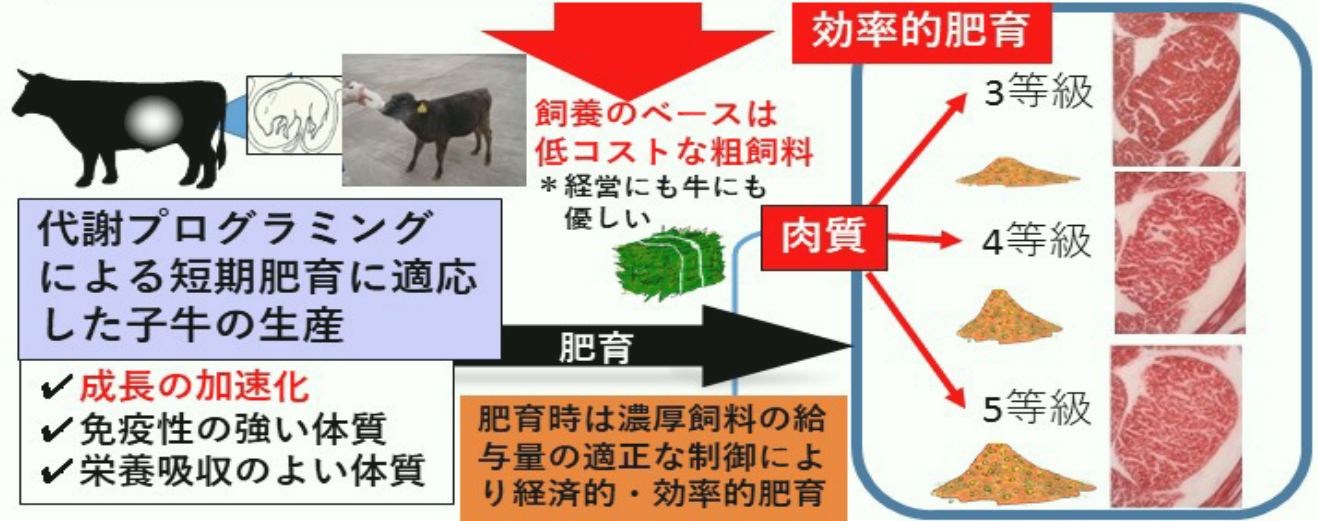 効率的肥育
飼養のベースは
低コストな粗飼料
＊経営にも牛にも
優しい
代謝プログラミング
による短期肥育に適応
した子牛の生産
✓成長の加速化
✓免疫性の強い体質
✓栄養吸収のよい体質
肥育
肥育時は濃厚飼料の給
与量の適正な制御によ
り経済的・効率的肥育
肉質
3等級
4等級
5等級